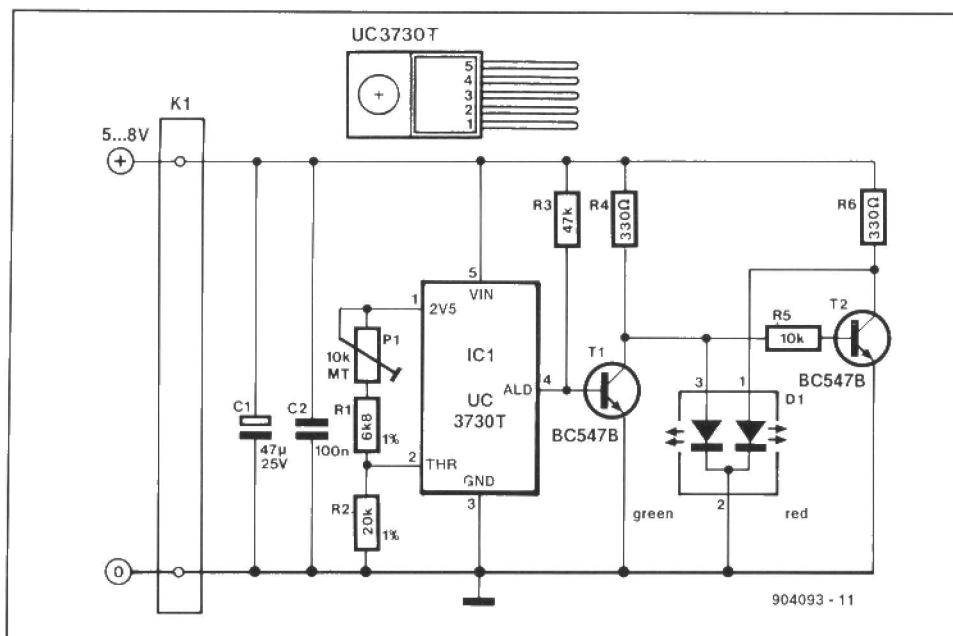 UC3730T
5
4
3
2
1
K1
5...8V
+
R3
47k
R4
330Ω
R6
330Ω
5
VIN
1
2V5
P1
10k
MT
IC1
UC
3730T
ALD
4
T1
BC547B
R5
10k
T2
BC547B
3
1
D1
C1
47µ
25V
C2
100n
R1
6k8
1%
2
THR
GND
3
R2
20k
1%
2
green
red
0
904093 - 11